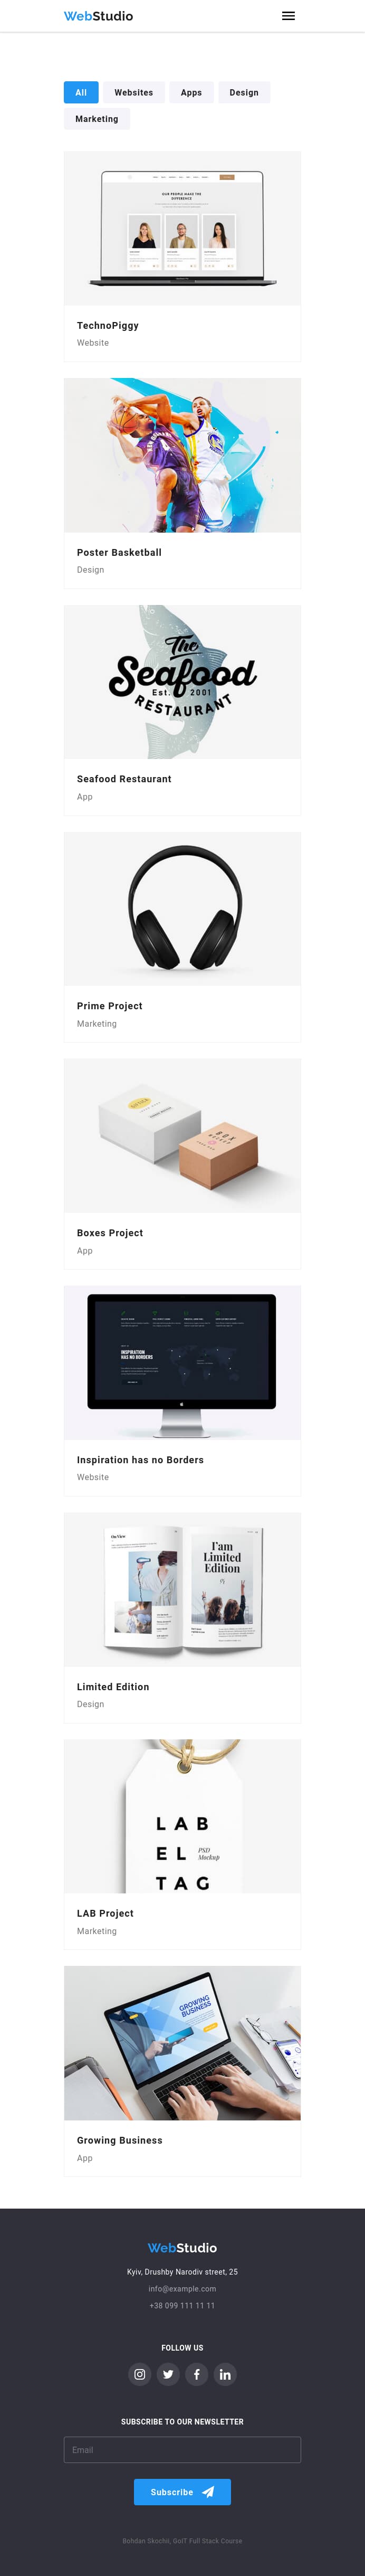 WebStudio
All
Websites
Apps
Design
Marketing
OUR PEOPLE MAKE THE
DIFFERENCE
TechnoPiggy
Website
Poster Basketball
Design
The
Seafood
Est. 2001
RESTAURANT
Seafood Restaurant
App
Prime Project
Marketing
Boxes Project
App
INSPIRATION
HAS NO BORDERS
Inspiration has no Borders
Website
I'am
Limited
Edition
Limited Edition
Design
LAB
EL
PSD
Mockup
TAG
LAB Project
Marketing
GROWING
BUSINESS
Growing Business
App
WebStudio
Kyiv, Drushby Narodiv street, 25
info@example.com
+38 099 111 11 11
FOLLOW US
SUBSCRIBE TO OUR NEWSLETTER
Email
Subscribe
Bohdan Skochir, GoIT Full Stack Course